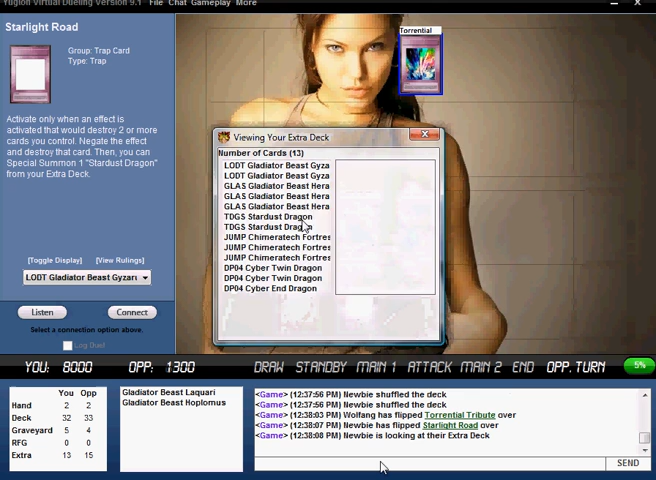 Yugioh Virtual Dueling Version 9.1 File Chat Gameplay More
Starlight Road
Group: Trap Card
Type: Trap
Activate only when an effect is
activated that would destroy 2 or more
cards you control. Negate the effect
and destroy that card. Then, you can
Special Summon 1 "Stardust Dragon"
from your Extra Deck.
[Toggle Display] [View Rulings]
LODT Gladiator Beast Gyzaru
Listen Connect
Select a connection option above.
Log Duel
Torrential
Viewing Your Extra Deck
Number of Cards (13)
LODT Gladiator Beast Gyza
LODT Gladiator Beast Gyza
GLAS Gladiator Beast Hera
GLAS Gladiator Beast Hera
GLAS Gladiator Beast Hera
TDGS Stardust Dragon
TDGS Stardust Dragon
JUMP Chimeratech Fortres
JUMP Chimeratech Fortres
JUMP Chimeratech Fortres
DP04 Cyber Twin Dragon
DP04 Cyber Twin Dragon
DP04 Cyber End Dragon
YOU: 8000 OPP: 1300 DRAW STANDBY MAIN 1 ATTACK MAIN 2 END OPP. TURN 5%
You Opp
Hand 2 2
Deck 32 33
Graveyard 5 4
RFG 0 0
Extra 13 15
Gladiator Beast Laquari
Gladiator Beast Hoplomus
<Game> (12:37:56 PM) Newbie shuffled the deck
<Game> (12:37:56 PM) Newbie shuffled the deck
<Game> (12:38:03 PM) Wolfang has flipped Torrential Tribute over
<Game> (12:38:07 PM) Newbie has flipped Starlight Road over
<Game> (12:38:08 PM) Newbie is looking at their Extra Deck
SEND